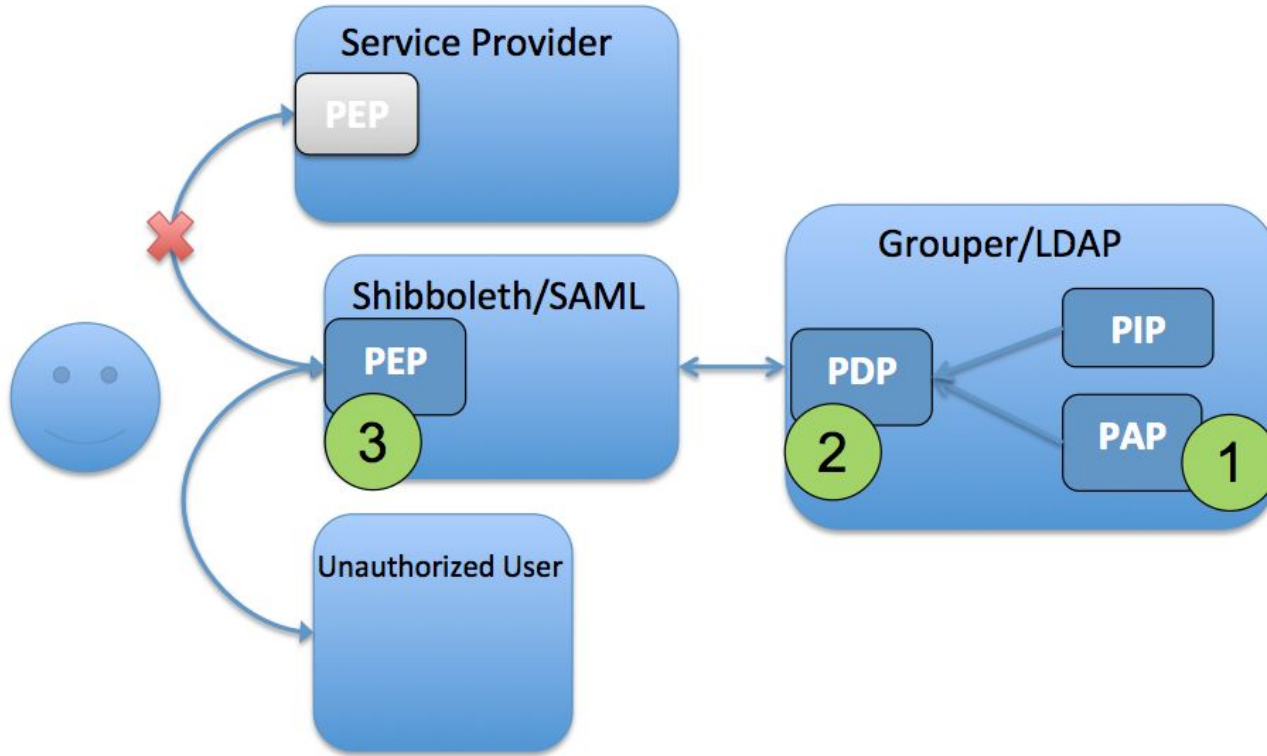 Service Provider
PEP
Shibboleth/SAML
PEP
3
Unauthorized User
Grouper/LDAP
PIP
PDP
2
PAP
1